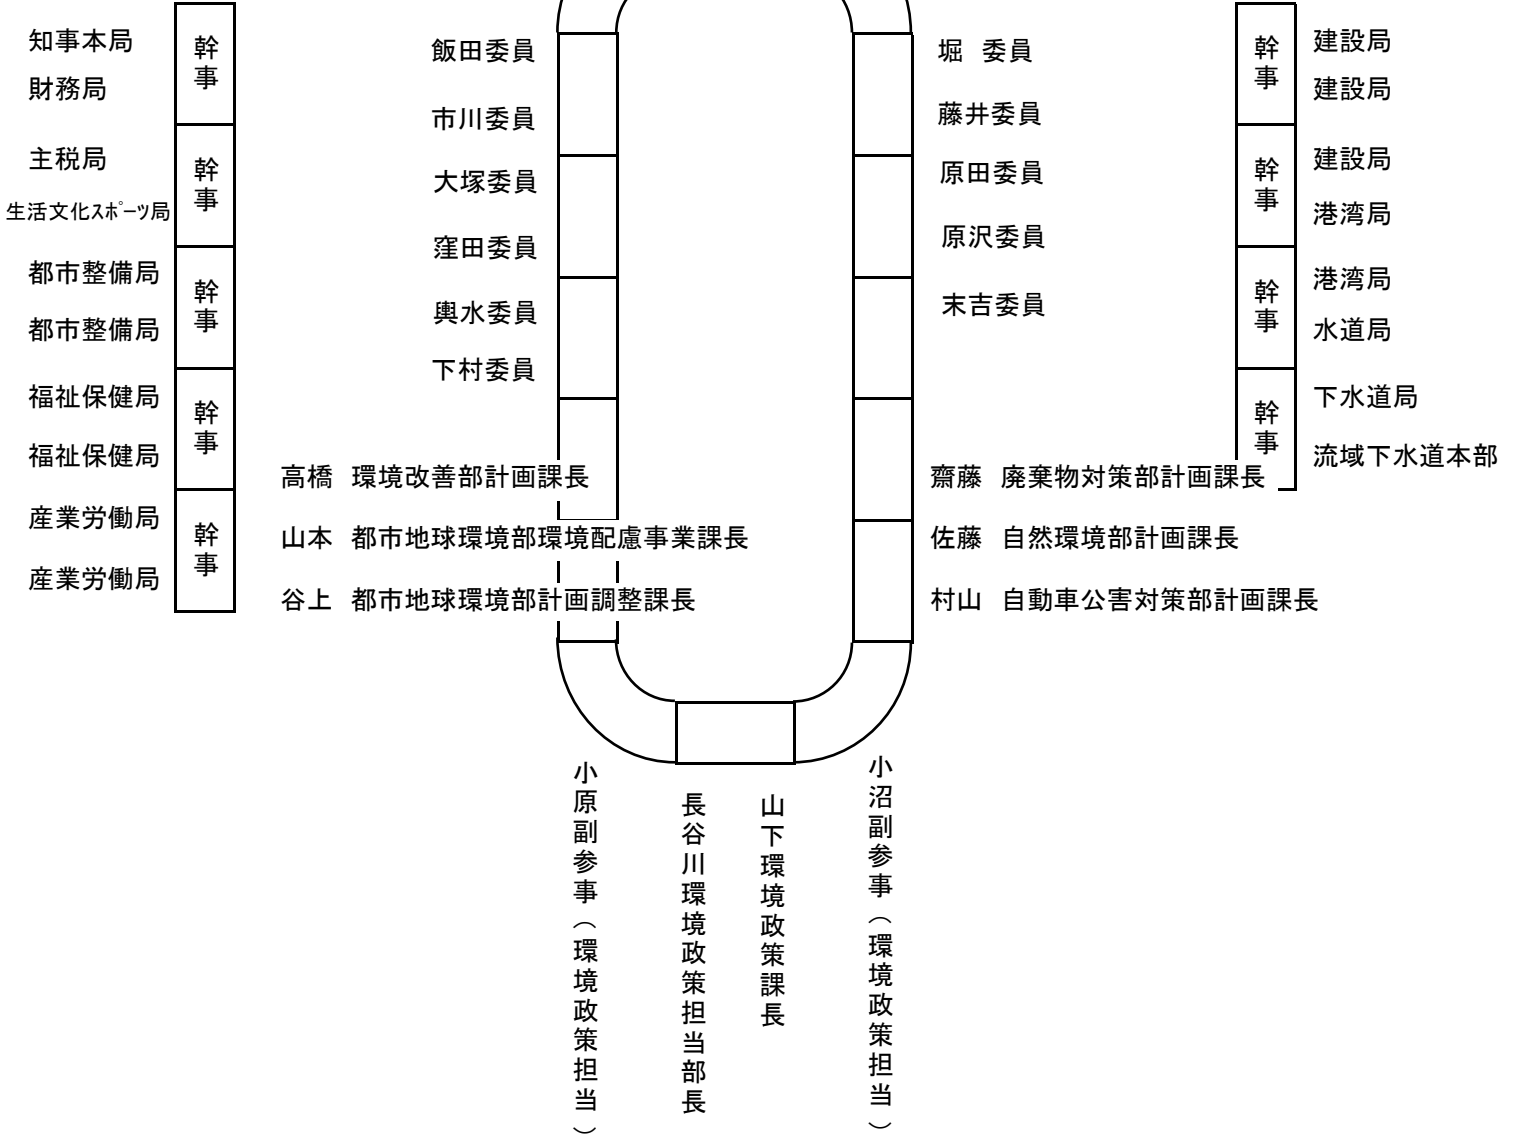 知事本局
財務局
主税局
生活文化ｽﾎﾟｰﾂ局
都市整備局
都市整備局
福祉保健局
福祉保健局
産業労働局
産業労働局
幹事
幹事
幹事
幹事
幹事
飯田委員
市川委員
大塚委員
窪田委員
輿水委員
下村委員
高橋　環境改善部計画課長
山本　都市地球環境部環境配慮事業課長
谷上　都市地球環境部計画調整課長
堀　委員
藤井委員
原田委員
原沢委員
末吉委員
齋藤　廃棄物対策部計画課長
佐藤　自然環境部計画課長
村山　自動車公害対策部計画課長
幹事
幹事
幹事
幹事
建設局
建設局
建設局
港湾局
港湾局
水道局
下水道局
流域下水道本部
小原副参事（環境政策担当）
長谷川環境政策担当部長
山下環境政策課長
小沼副参事（環境政策担当）